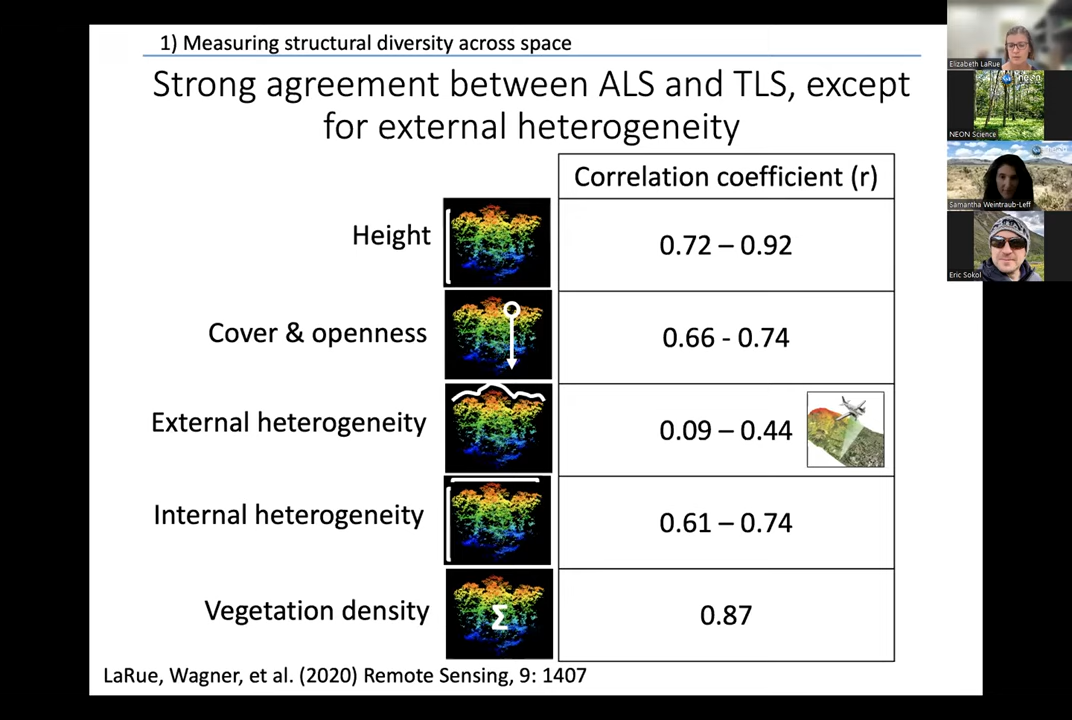 1) Measuring structural diversity across space
Strong agreement between ALS and TLS, except
for external heterogeneity
Correlation coefficient (r)
Height
0.72 – 0.92
Cover & openness
0.66 - 0.74
External heterogeneity
0.09 – 0.44
Internal heterogeneity
0.61 – 0.74
Vegetation density
Σ
0.87
LaRue, Wagner, et al. (2020) Remote Sensing, 9: 1407
Elizabeth LaRue
NEON Science
Samantha Weintraub-Leff
Eric Sokol